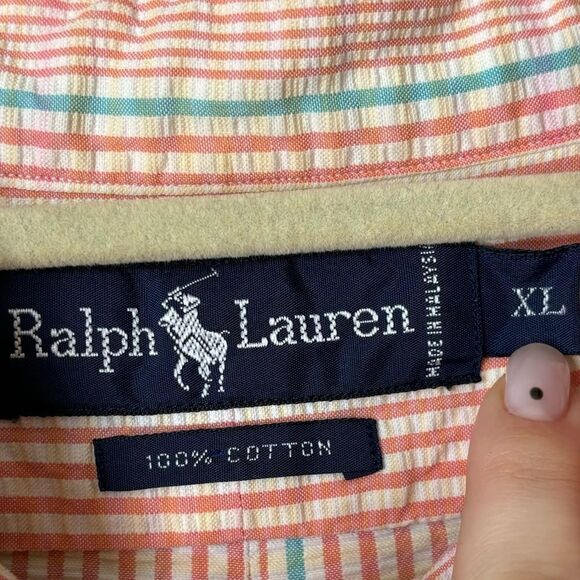 Ralph Lauren
MADE IN MALAYSIA
XL
100% COTTON